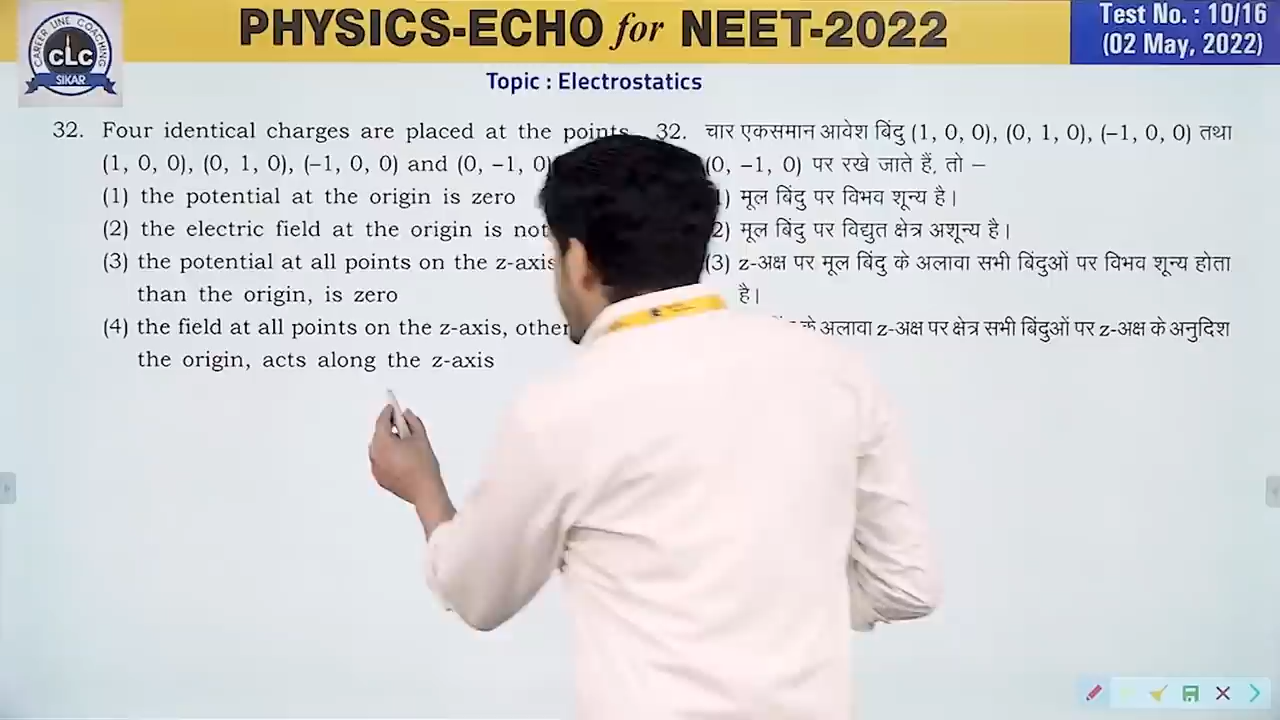 PHYSICS-ECHO for NEET-2022
Test No. : 10/16
(02 May, 2022)
CAREER LINE COACHING
CLC
SIKAR
Topic : Electrostatics
32. Four identical charges are placed at the points
(1, 0, 0), (0, 1, 0), (−1, 0, 0) and (0, −1, 0)
(1) the potential at the origin is zero
(2) the electric field at the origin is not
(3) the potential at all points on the z-axis
than the origin, is zero
(4) the field at all points on the z-axis,
the origin, acts along the z-axis
32. चार एकसमान आवेश बिंदु (1, 0, 0), (0, 1, 0), (−1, 0, 0) तथा
(0, −1, 0) पर रखे जाते हैं, तो −
) मूल बिंदु पर विभव शून्य है।
2) मूल बिंदु पर विद्युत क्षेत्र अशून्य है।
(3) z-अक्ष पर मूल बिंदु के अलावा सभी बिंदुओं पर विभव शून्य होता
है।
के अलावा z-अक्ष पर क्षेत्र सभी बिंदुओं पर z-अक्ष के अनुदिश